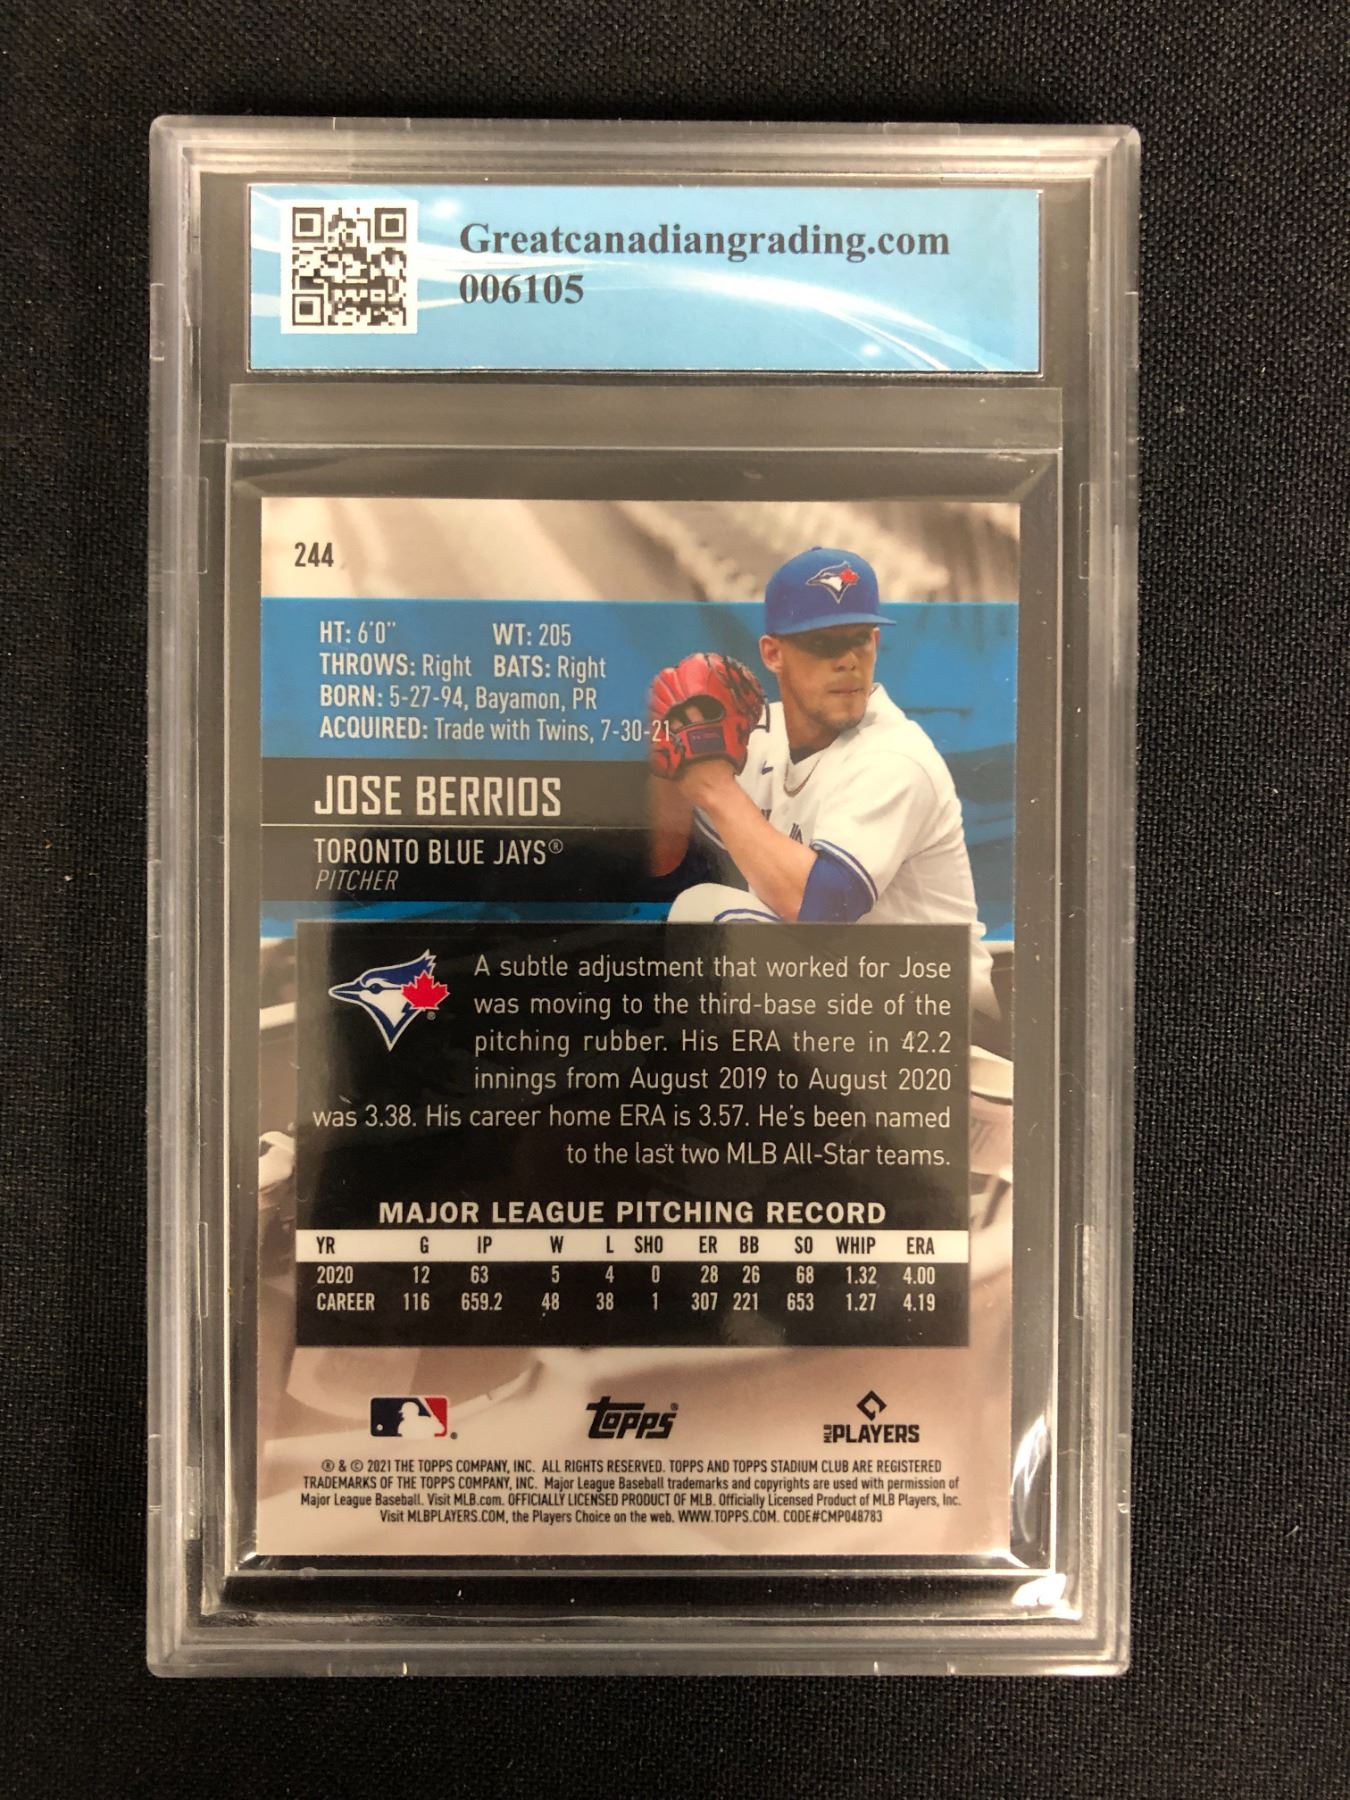 Greatcanadiangrading.com
006105
244
HT: 6'0" WT: 205
THROWS: Right BATS: Right
BORN: 5-27-94, Bayamon, PR
ACQUIRED: Trade with Twins, 7-30-21
JOSE BERRIOS
TORONTO BLUE JAYS®
PITCHER
A subtle adjustment that worked for Jose
was moving to the third-base side of the
pitching rubber. His ERA there in 42.2
innings from August 2019 to August 2020
was 3.38. His career home ERA is 3.57. He's been named
to the last two MLB All-Star teams.
MAJOR LEAGUE PITCHING RECORD
YR G IP W L SHO ER BB SO WHIP ERA
2020 12 63 5 4 0 28 26 68 1.32 4.00
CAREER 116 659.2 48 38 1 307 221 653 1.27 4.19
topps®
MLB PLAYERS
® & © 2021 THE TOPPS COMPANY, INC. ALL RIGHTS RESERVED. TOPPS AND TOPPS STADIUM CLUB ARE REGISTERED
TRADEMARKS OF THE TOPPS COMPANY, INC. Major League Baseball trademarks and copyrights are used with permission of
Major League Baseball. Visit MLB.com. OFFICIALLY LICENSED PRODUCT OF MLB. Officially Licensed Product of MLB Players, Inc.
Visit MLBPLAYERS.COM, the Players Choice on the web. WWW.TOPPS.COM. CODE#CMP048783